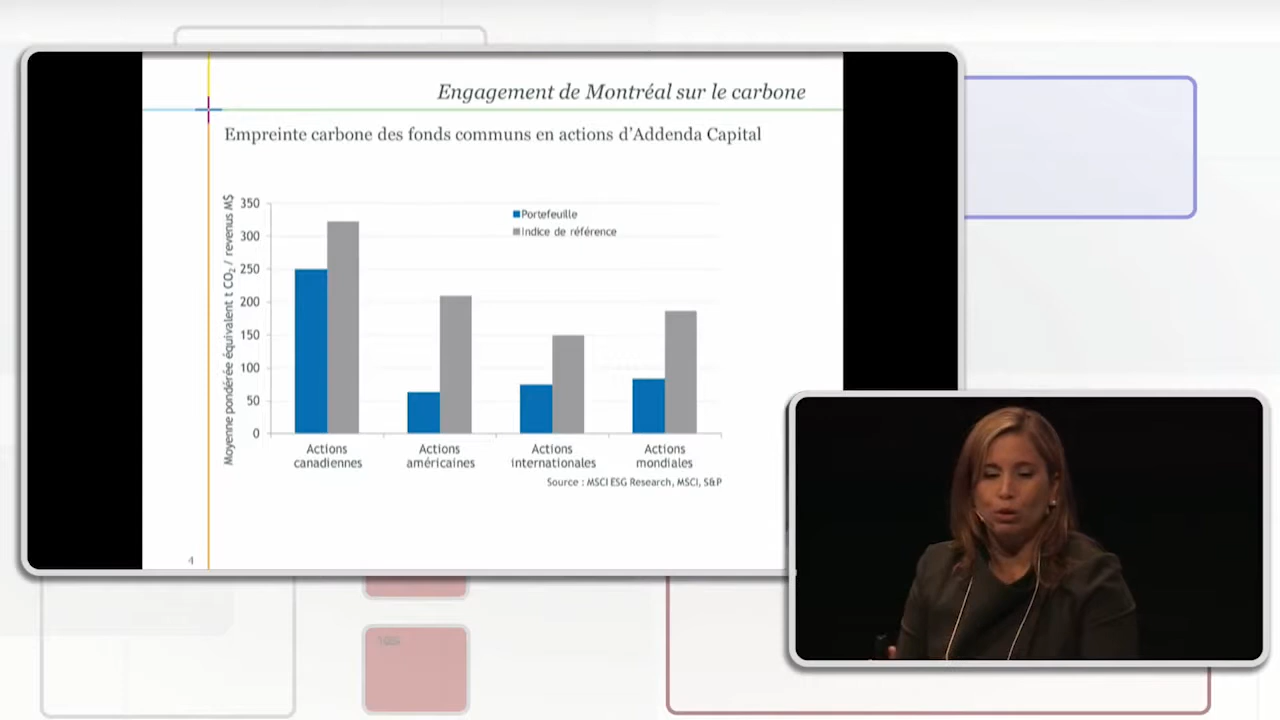 Engagement de Montréal sur le carbone
Empreinte carbone des fonds communs en actions d'Addenda Capital
Moyenne pondérée équivalent t CO₂ / revenus M$
350
300
250
200
150
100
50
0
Portefeuille
Indice de référence
Actions
canadiennes
Actions
américaines
Actions
internationales
Actions
mondiales
Source : MSCI ESG Research, MSCI, S&P
4